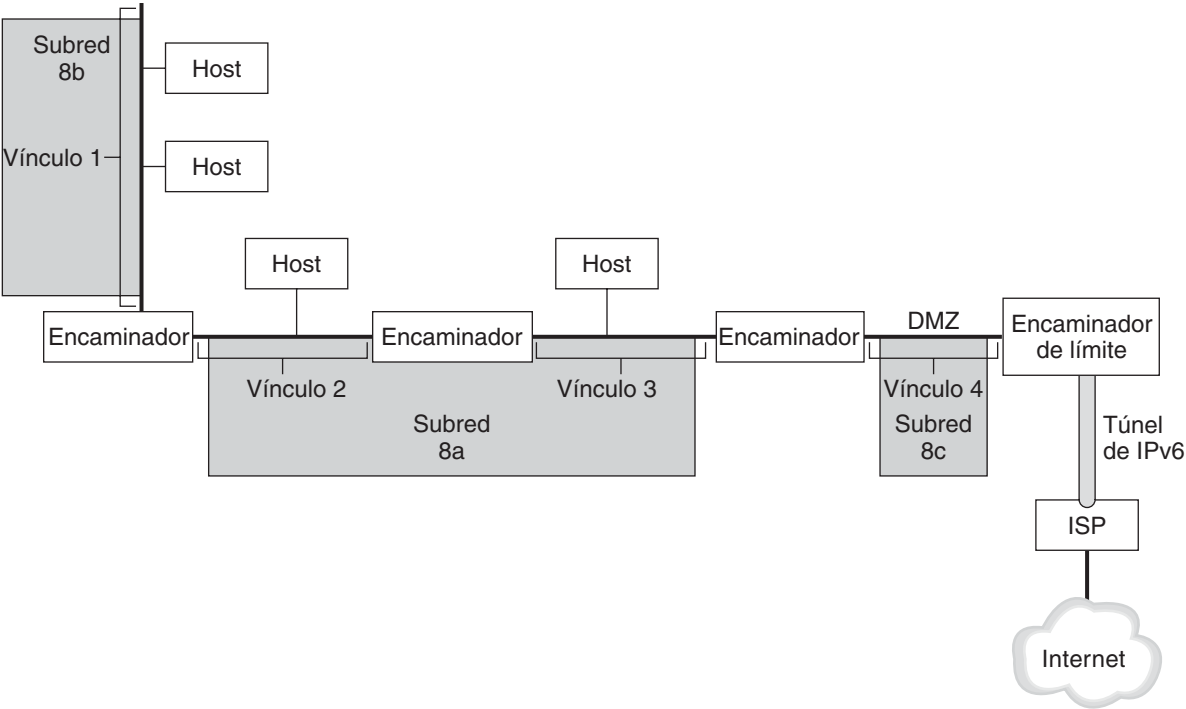 Subred
8b
Host
Vínculo 1
Host
Host
Host
Encaminador
Encaminador
Encaminador
DMZ
Encaminador
de límite
Vínculo 2
Vínculo 3
Vínculo 4
Subred
8a
Subred
8c
Túnel
de IPv6
ISP
Internet